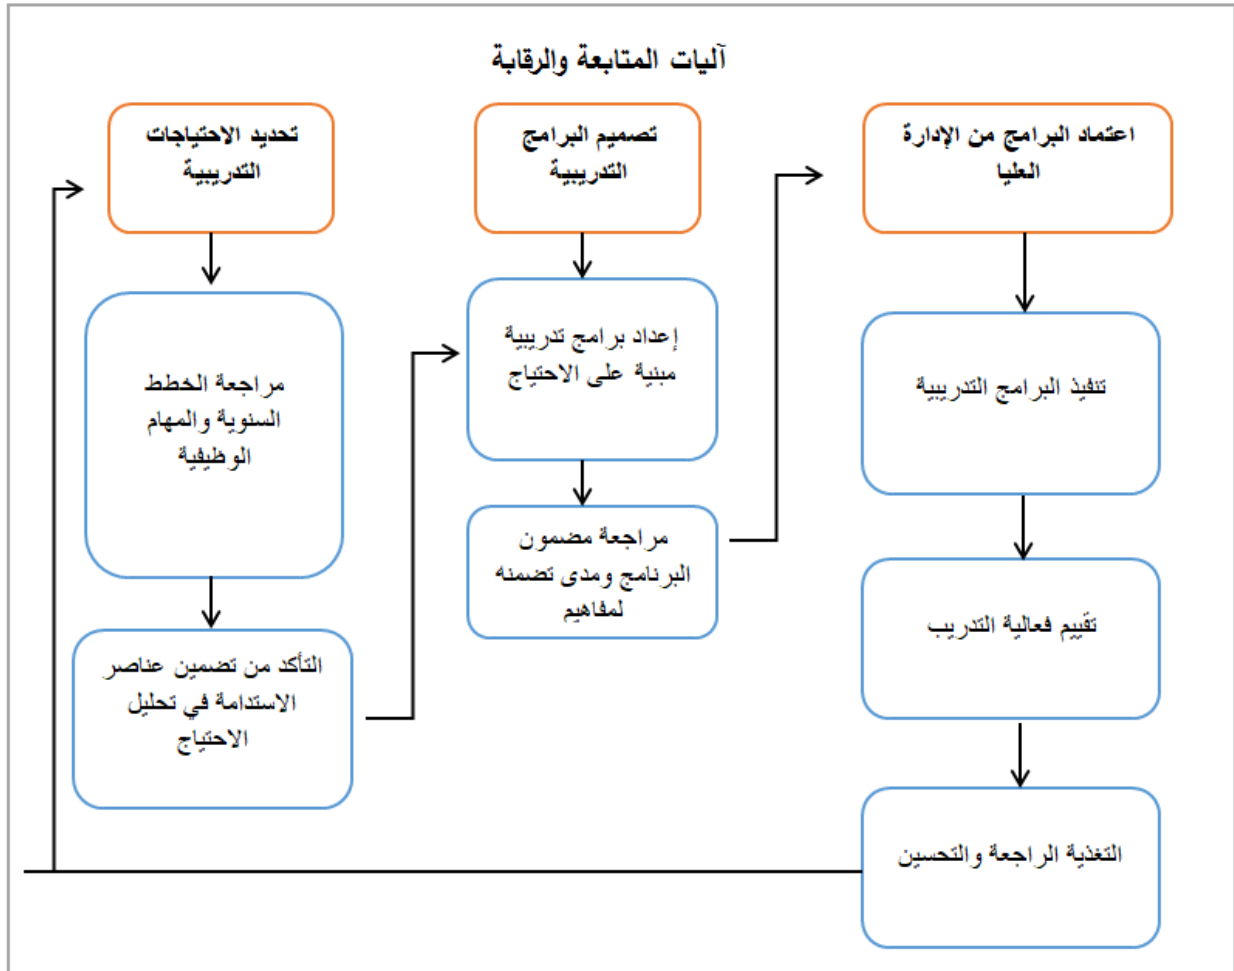 آليات المتابعة والرقابة
تحديد الاحتياجات
التدريبية
مراجعة الخطط
السنوية والمهام
الوظيفية
التأكد من تضمين عناصر
الاستدامة في تحليل
الاحتياج
تصميم البرامج
التدريبية
إعداد برامج تدريبية
مبنية على الاحتياج
مراجعة مضمون
البرنامج ومدى تضمنه
لمفاهيم
اعتماد البرامج من الإدارة
العليا
تنفيذ البرامج التدريبية
تقييم فعالية التدريب
التغذية الراجعة والتحسين